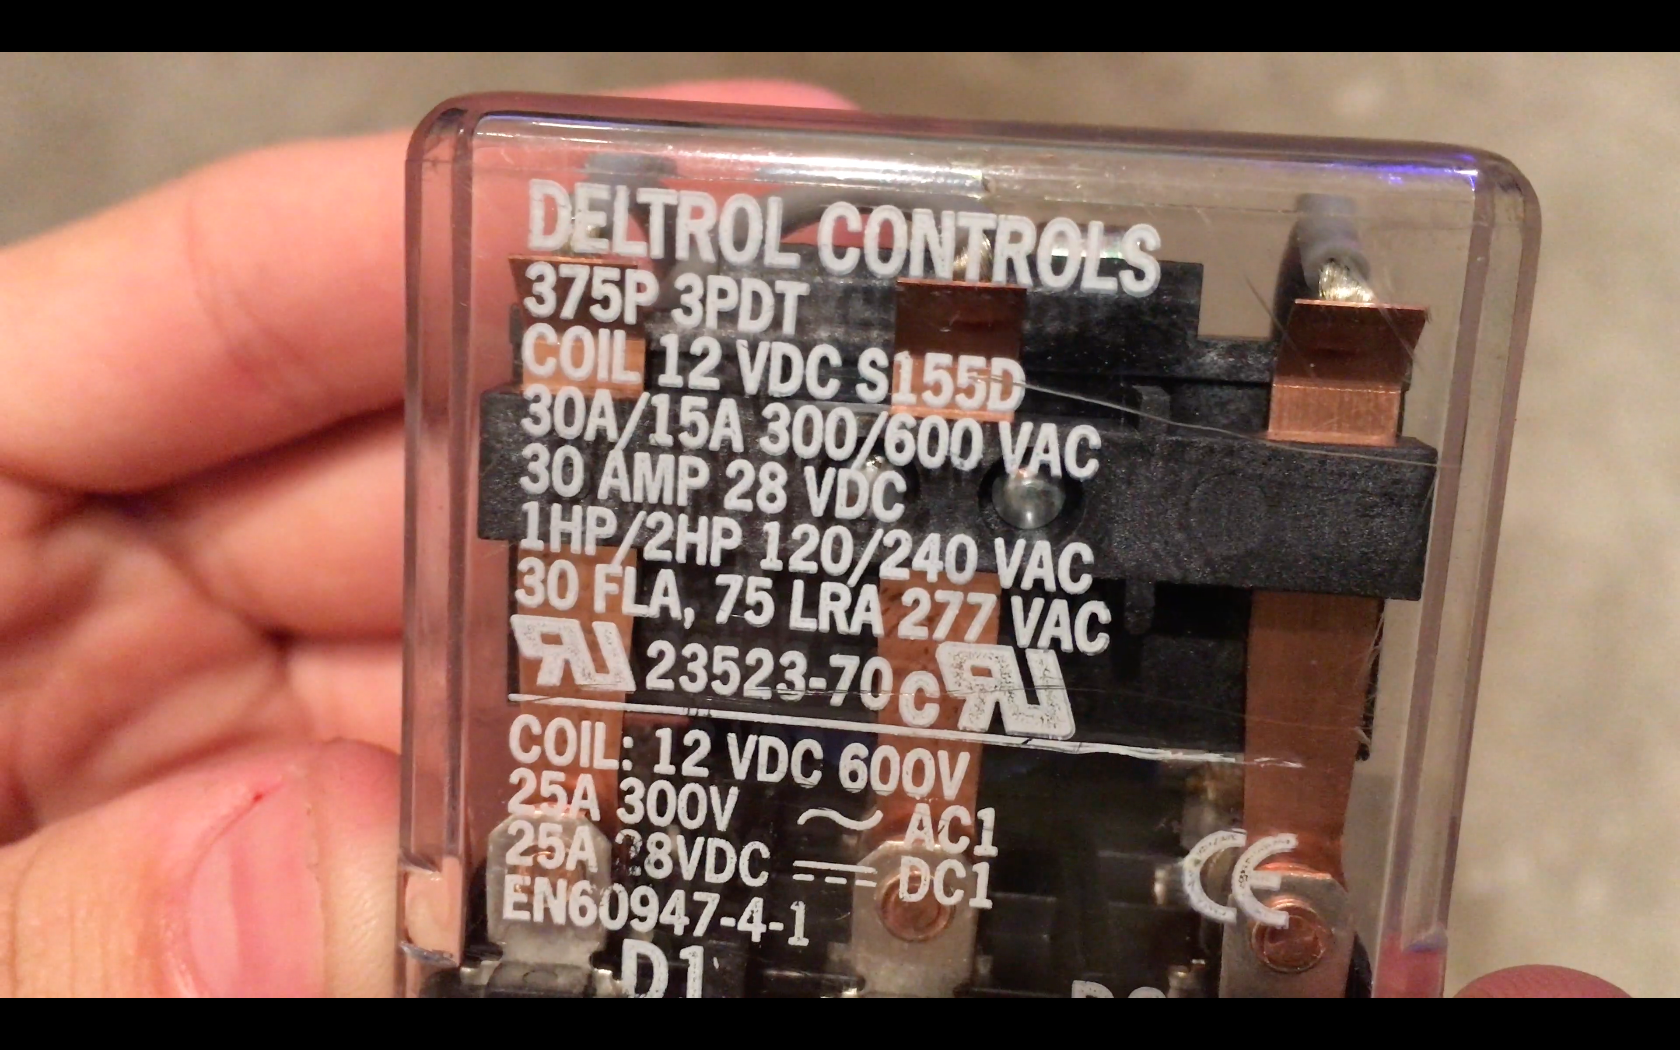 DELTROL CONTROLS
375P 3PDT
COIL 12 VDC S155D
30A/15A 300/600 VAC
30 AMP 28 VDC
1HP/2HP 120/240 VAC
30 FLA, 75 LRA 277 VAC
23523-70
COIL: 12 VDC 600V
25A 300V ~ AC1
25A 28VDC ⎓ DC1
EN60947-4-1
CE
D1